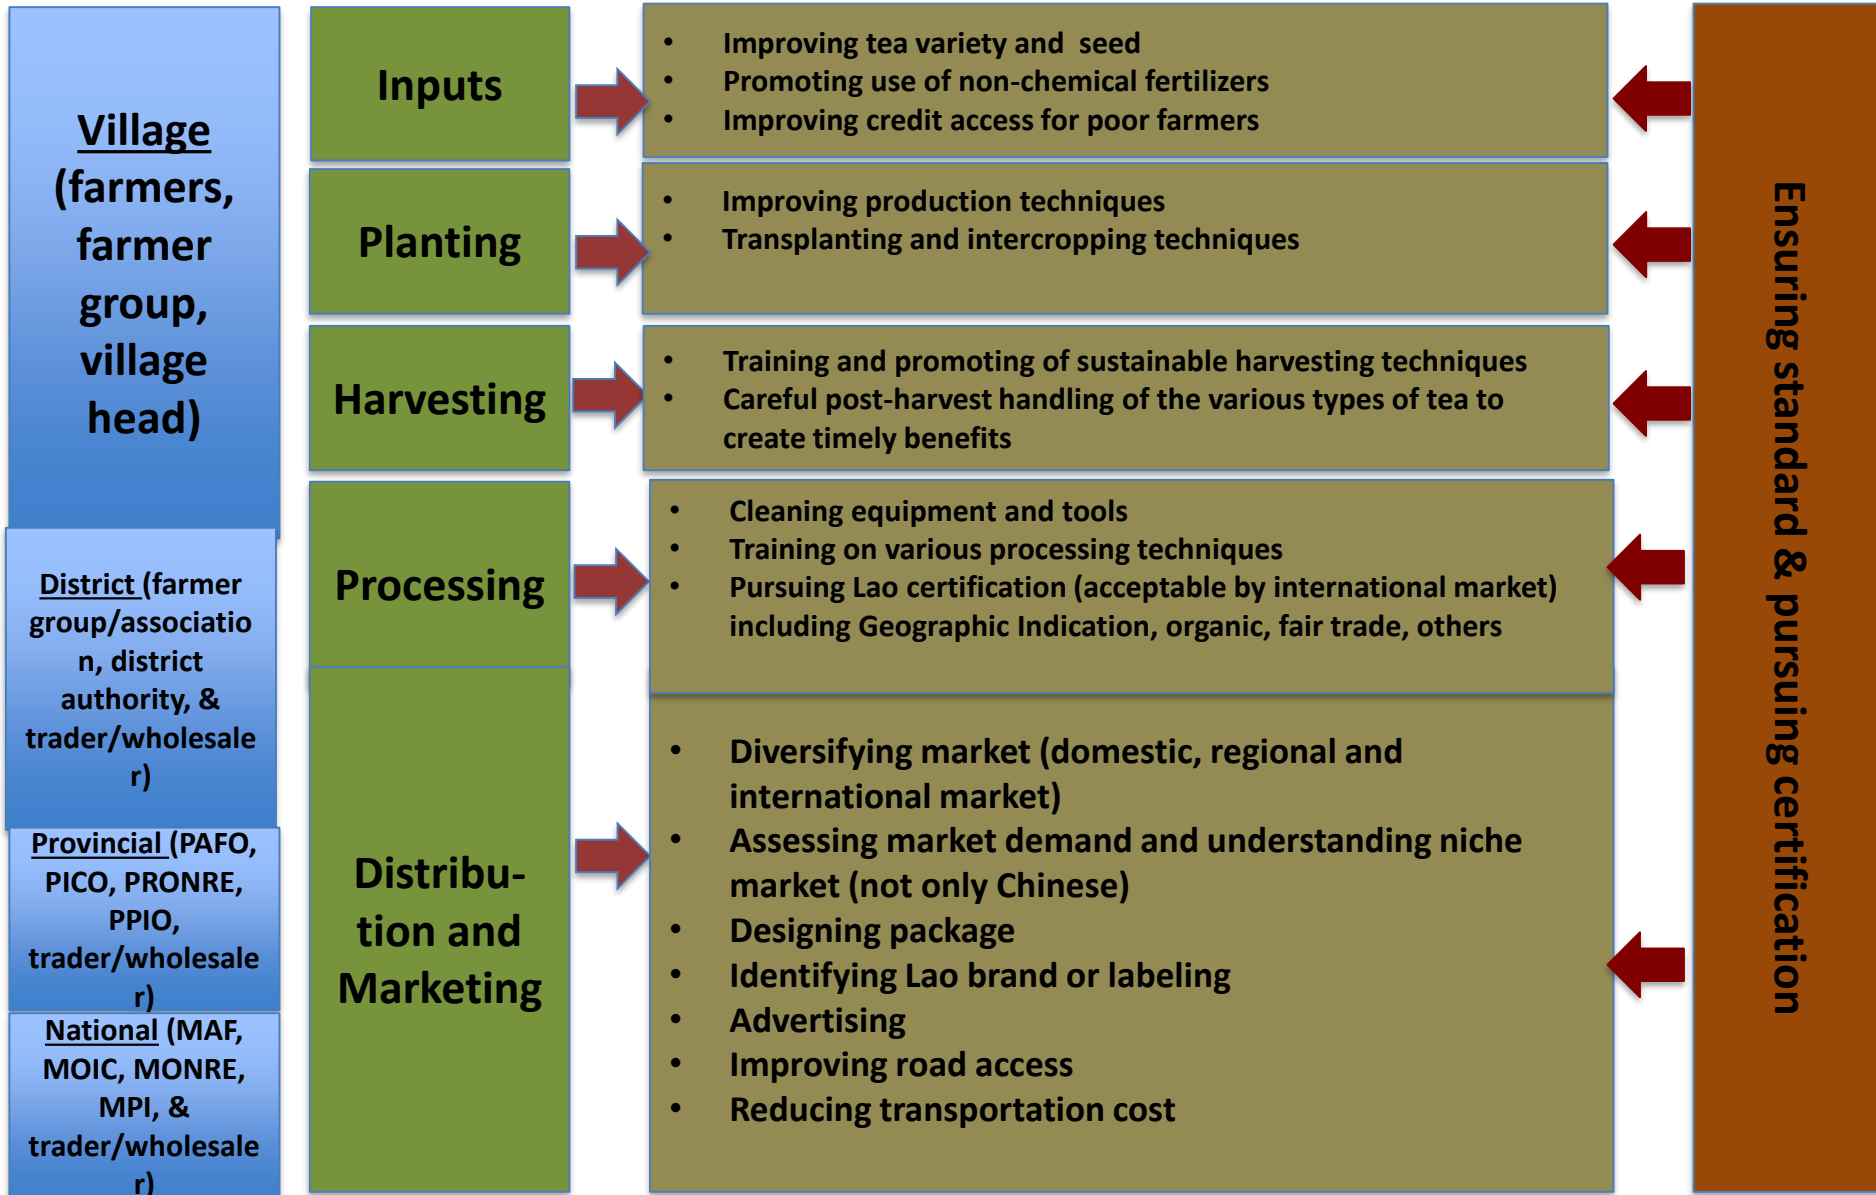 Village
(farmers,
farmer
group,
village
head)
District (farmer
group/associatio
n, district
authority, &
trader/wholesale
r)
Provincial (PAFO,
PICO, PRONRE,
PPIO,
trader/wholesale
r)
National (MAF,
MOIC, MONRE,
MPI, &
trader/wholesale
r)
Inputs
• Improving tea variety and seed
• Promoting use of non-chemical fertilizers
• Improving credit access for poor farmers
Planting
• Improving production techniques
• Transplanting and intercropping techniques
Harvesting
• Training and promoting of sustainable harvesting techniques
• Careful post-harvest handling of the various types of tea to
create timely benefits
Processing
• Cleaning equipment and tools
• Training on various processing techniques
• Pursuing Lao certification (acceptable by international market)
including Geographic Indication, organic, fair trade, others
Distribu-
tion and
Marketing
• Diversifying market (domestic, regional and
international market)
• Assessing market demand and understanding niche
market (not only Chinese)
• Designing package
• Identifying Lao brand or labeling
• Advertising
• Improving road access
• Reducing transportation cost
Ensuring standard & pursuing certification